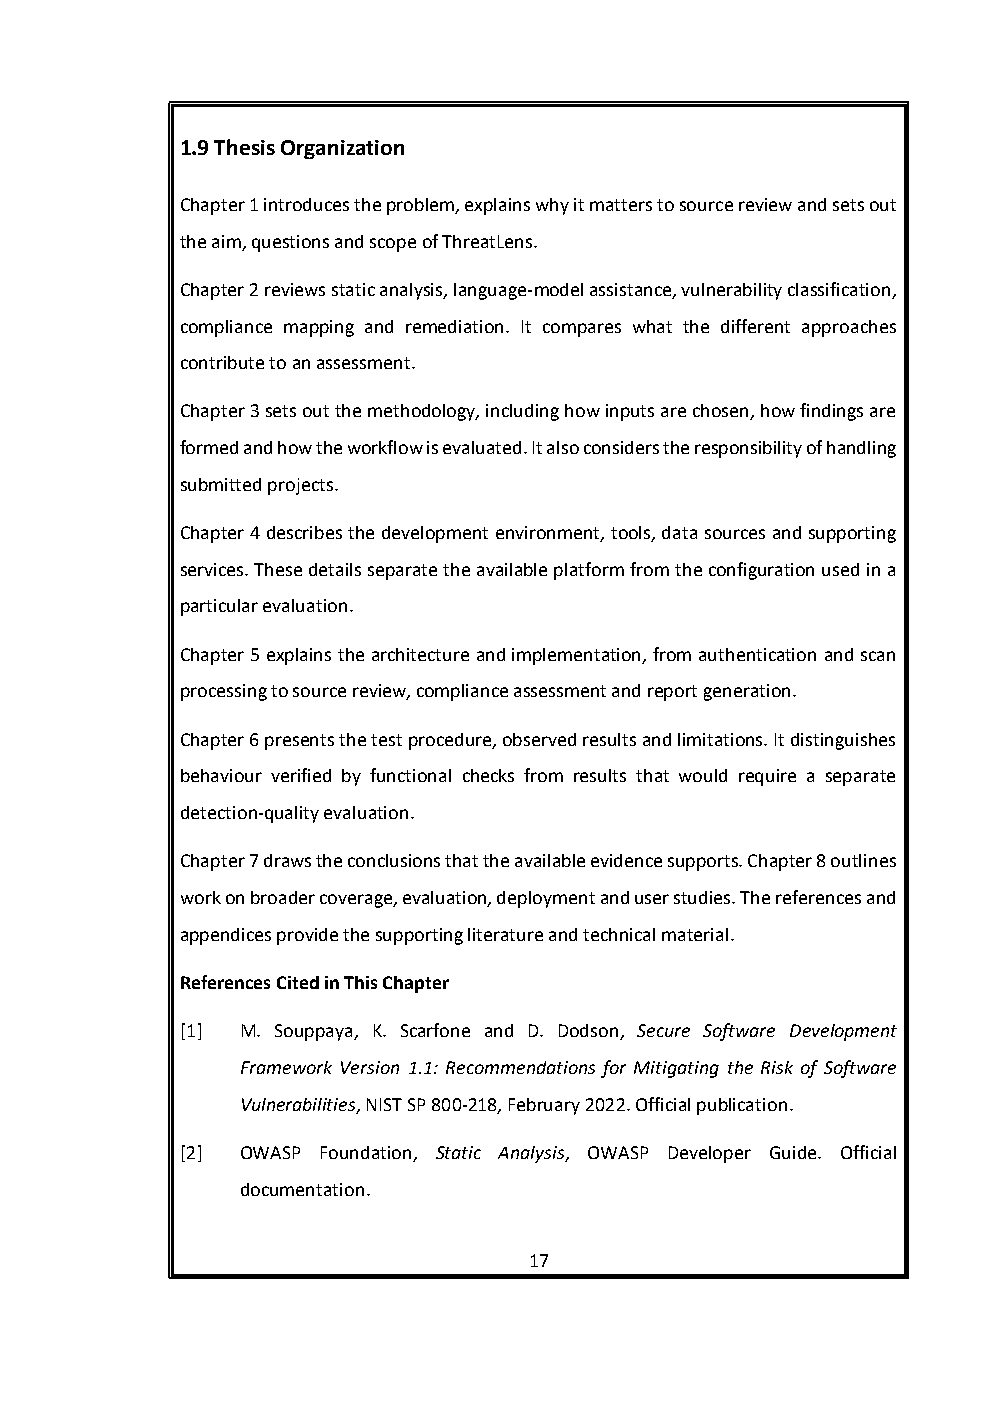 1.9 Thesis Organization
Chapter 1 introduces the problem, explains why it matters to source review and sets out
the aim, questions and scope of ThreatLens.
Chapter 2 reviews static analysis, language-model assistance, vulnerability classification,
compliance mapping and remediation. It compares what the different approaches
contribute to an assessment.
Chapter 3 sets out the methodology, including how inputs are chosen, how findings are
formed and how the workflow is evaluated. It also considers the responsibility of handling
submitted projects.
Chapter 4 describes the development environment, tools, data sources and supporting
services. These details separate the available platform from the configuration used in a
particular evaluation.
Chapter 5 explains the architecture and implementation, from authentication and scan
processing to source review, compliance assessment and report generation.
Chapter 6 presents the test procedure, observed results and limitations. It distinguishes
behaviour verified by functional checks from results that would require a separate
detection-quality evaluation.
Chapter 7 draws the conclusions that the available evidence supports. Chapter 8 outlines
work on broader coverage, evaluation, deployment and user studies. The references and
appendices provide the supporting literature and technical material.
References Cited in This Chapter
[1] M. Souppaya, K. Scarfone and D. Dodson, Secure Software Development
Framework Version 1.1: Recommendations for Mitigating the Risk of Software
Vulnerabilities, NIST SP 800-218, February 2022. Official publication.
[2] OWASP Foundation, Static Analysis, OWASP Developer Guide. Official
documentation.
17